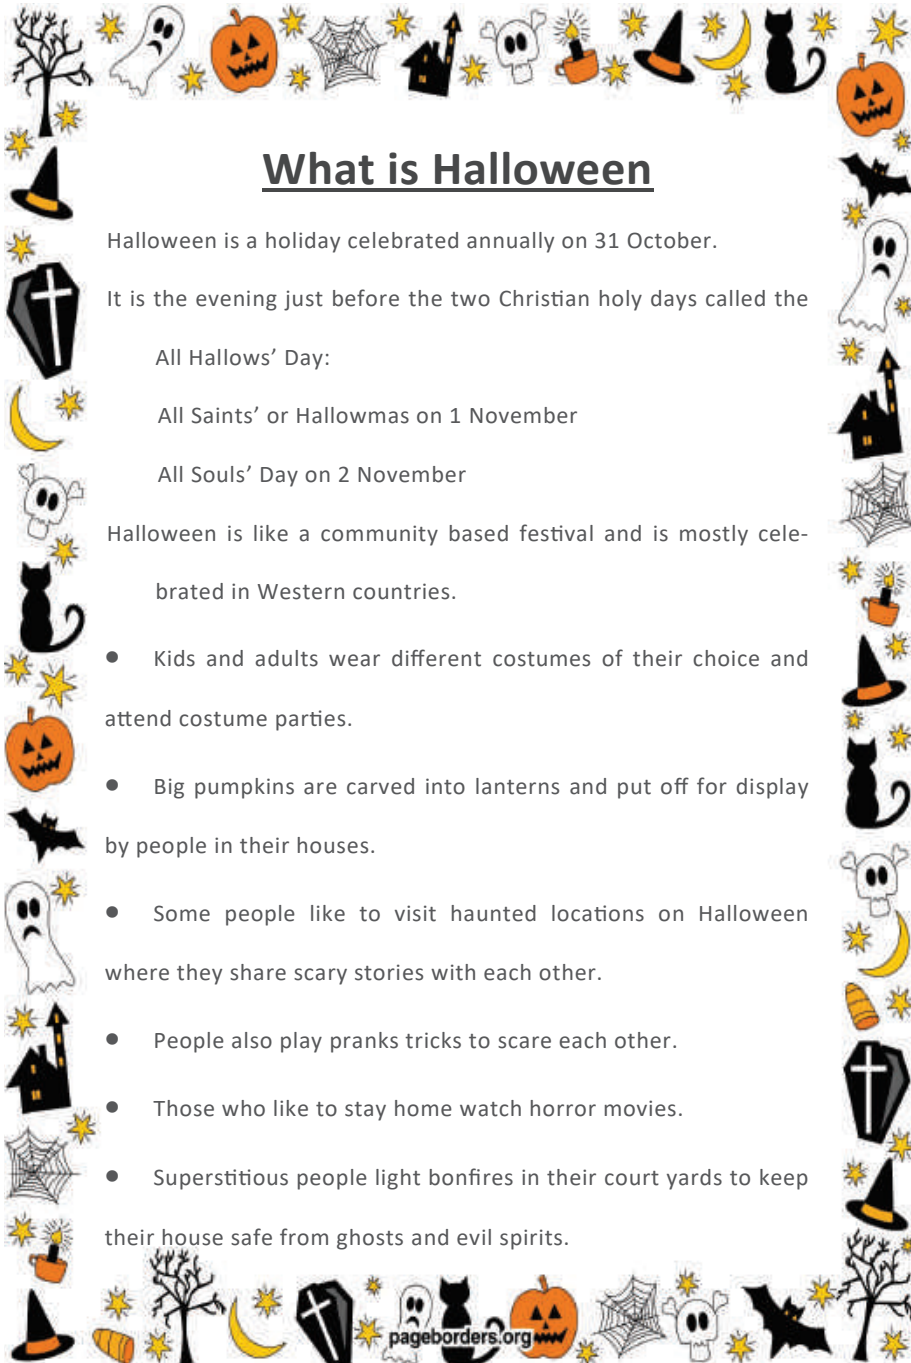 What is Halloween
Halloween is a holiday celebrated annually on 31 October.
It is the evening just before the two Christian holy days called the
All Hallows’ Day:
All Saints’ or Hallowmas on 1 November
All Souls’ Day on 2 November
Halloween is like a community based festival and is mostly cele-
brated in Western countries.
• Kids and adults wear different costumes of their choice and
attend costume parties.
• Big pumpkins are carved into lanterns and put off for display
by people in their houses.
• Some people like to visit haunted locations on Halloween
where they share scary stories with each other.
• People also play pranks tricks to scare each other.
• Those who like to stay home watch horror movies.
• Superstitious people light bonfires in their court yards to keep
their house safe from ghosts and evil spirits.
pageborders.org